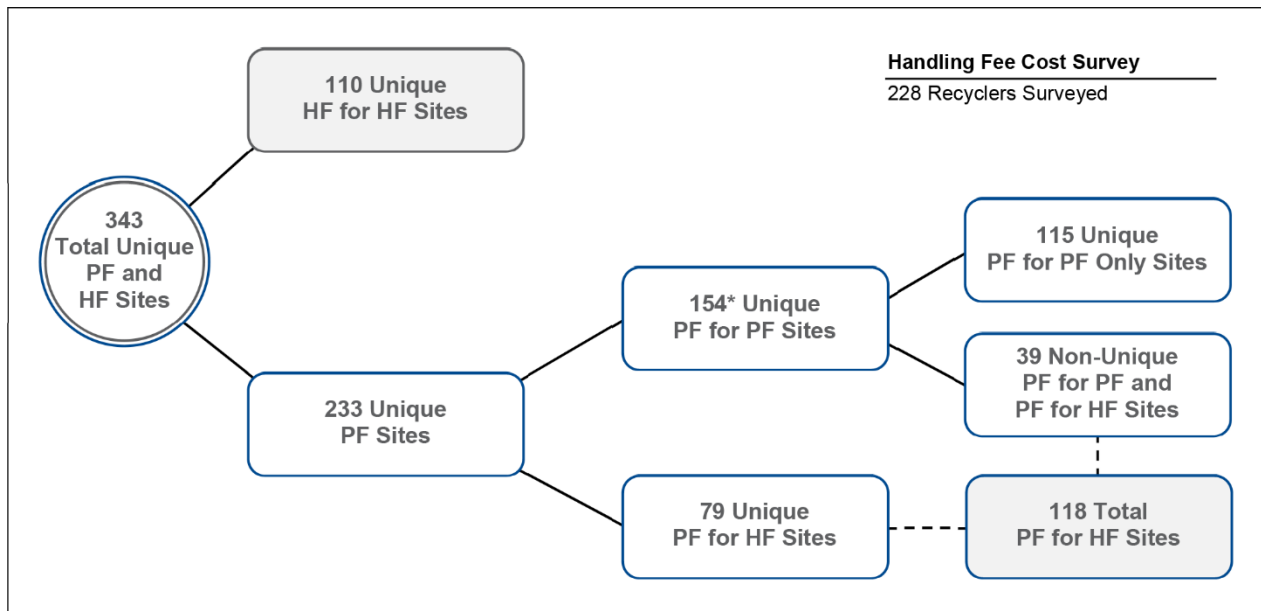 110 Unique
HF for HF Sites
Handling Fee Cost Survey
228 Recyclers Surveyed
343
Total Unique
PF and
HF Sites
115 Unique
PF for PF Only Sites
154* Unique
PF for PF Sites
39 Non-Unique
PF for PF and
PF for HF Sites
233 Unique
PF Sites
79 Unique
PF for HF Sites
118 Total
PF for HF Sites